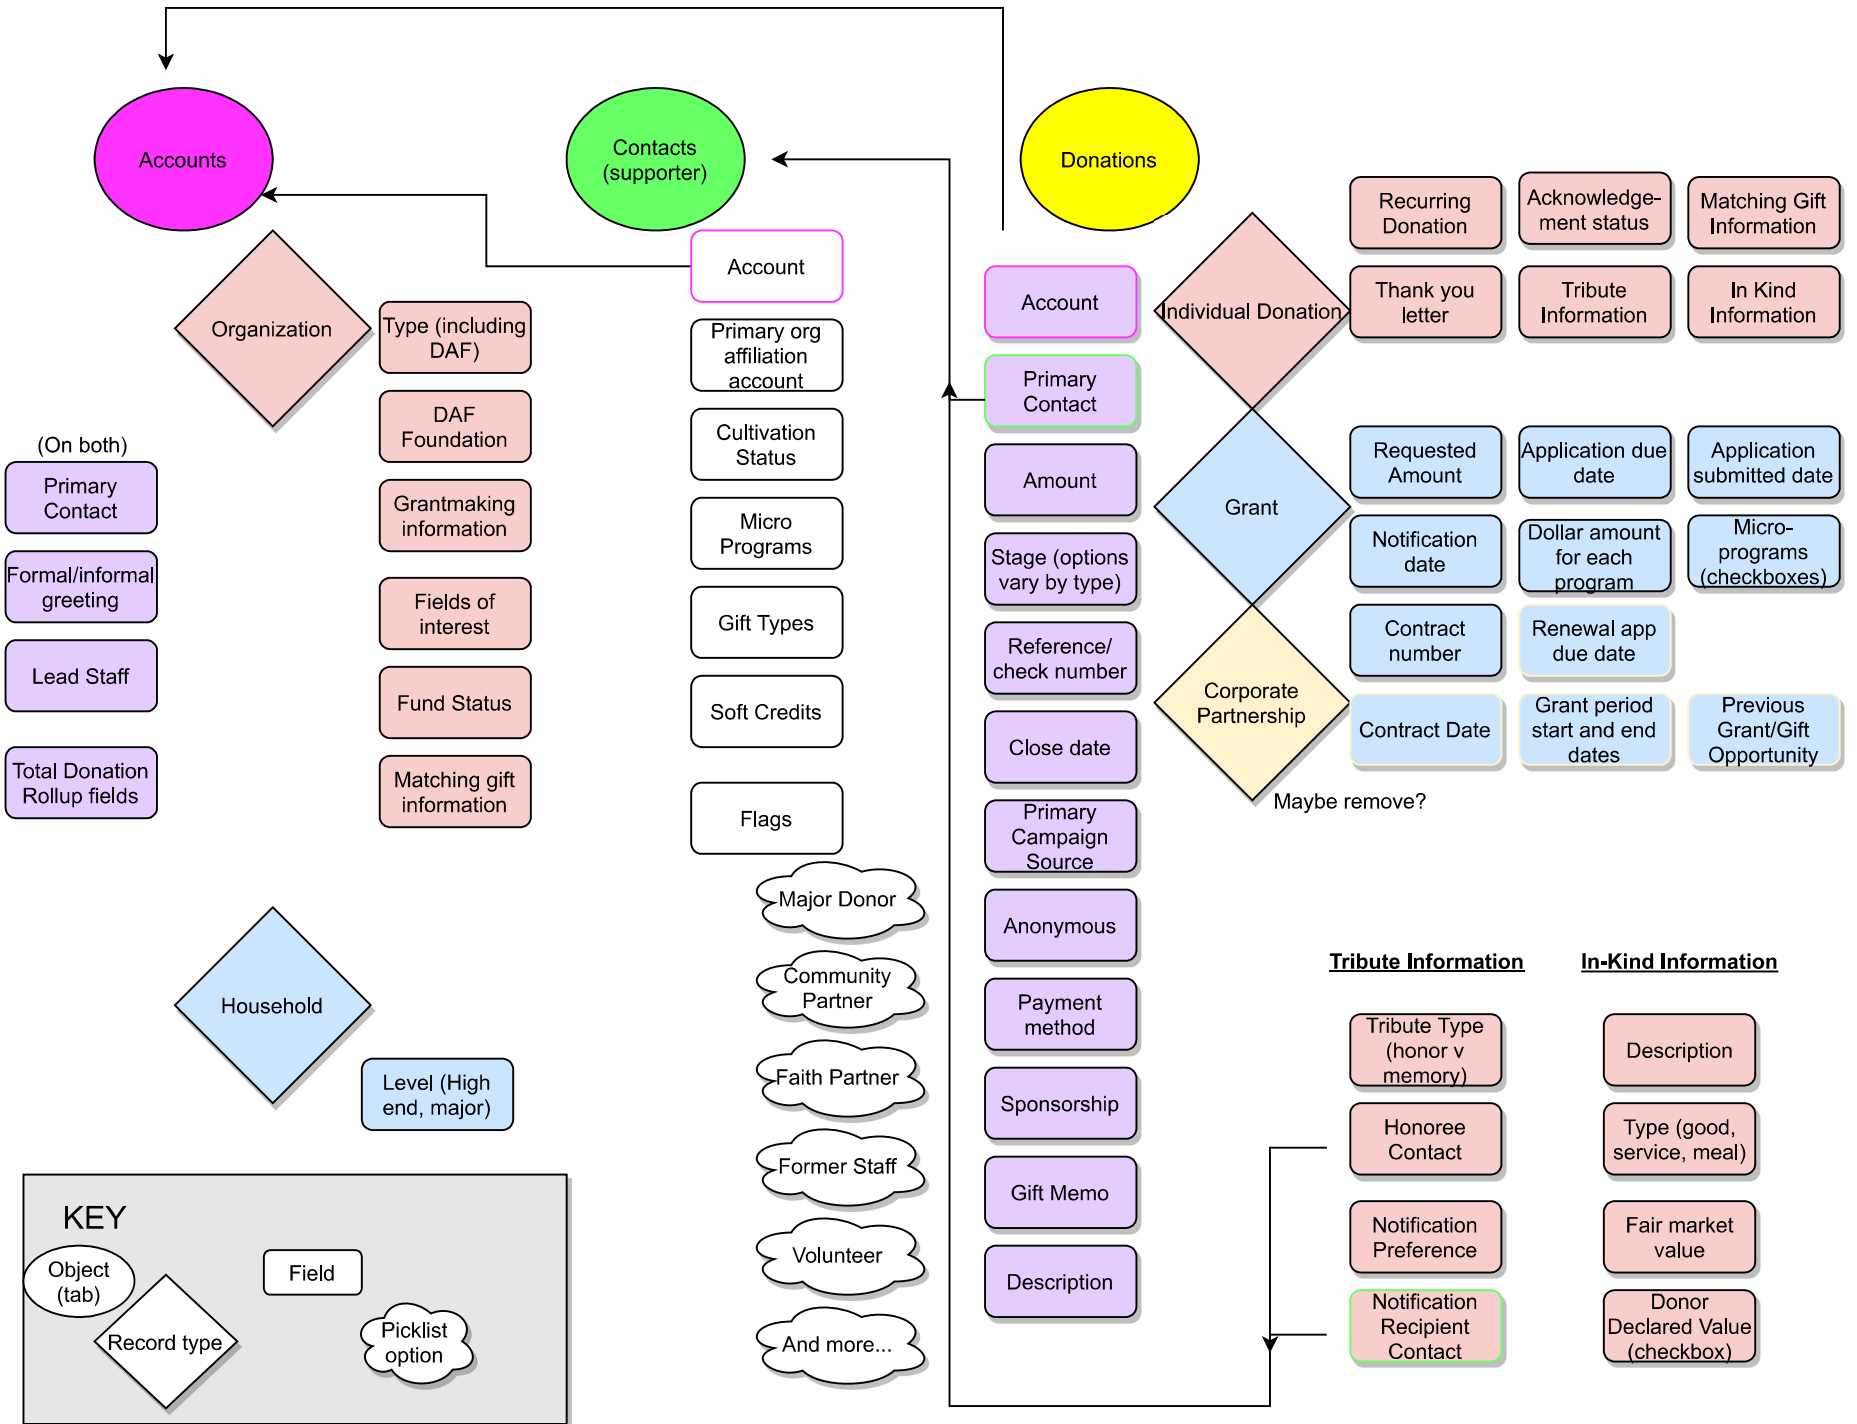 Accounts
Contacts
(supporter)
Donations
Organization
Type (including
DAF)
DAF
Foundation
Grantmaking
information
Fields of
interest
Fund Status
Matching gift
information
(On both)
Primary
Contact
Formal/informal
greeting
Lead Staff
Total Donation
Rollup fields
Household
Level (High
end, major)
KEY
Object
(tab)
Record type
Field
Picklist
option
Account
Primary org
affiliation
account
Cultivation
Status
Micro
Programs
Gift Types
Soft Credits
Flags
Major Donor
Community
Partner
Faith Partner
Former Staff
Volunteer
And more...
Account
Primary
Contact
Amount
Stage (options
vary by type)
Reference/
check number
Close date
Primary
Campaign
Source
Anonymous
Payment
method
Sponsorship
Gift Memo
Description
Individual Donation
Recurring
Donation
Acknowledge-
ment status
Matching Gift
Information
Thank you
letter
Tribute
Information
In Kind
Information
Grant
Requested
Amount
Application due
date
Application
submitted date
Notification
date
Dollar amount
for each
program
Micro-
programs
(checkboxes)
Contract
number
Renewal app
due date
Corporate
Partnership
Contract Date
Grant period
start and end
dates
Previous
Grant/Gift
Opportunity
Maybe remove?
Tribute Information
Tribute Type
(honor v
memory)
Honoree
Contact
Notification
Preference
Notification
Recipient
Contact
In-Kind Information
Description
Type (good,
service, meal)
Fair market
value
Donor
Declared Value
(checkbox)